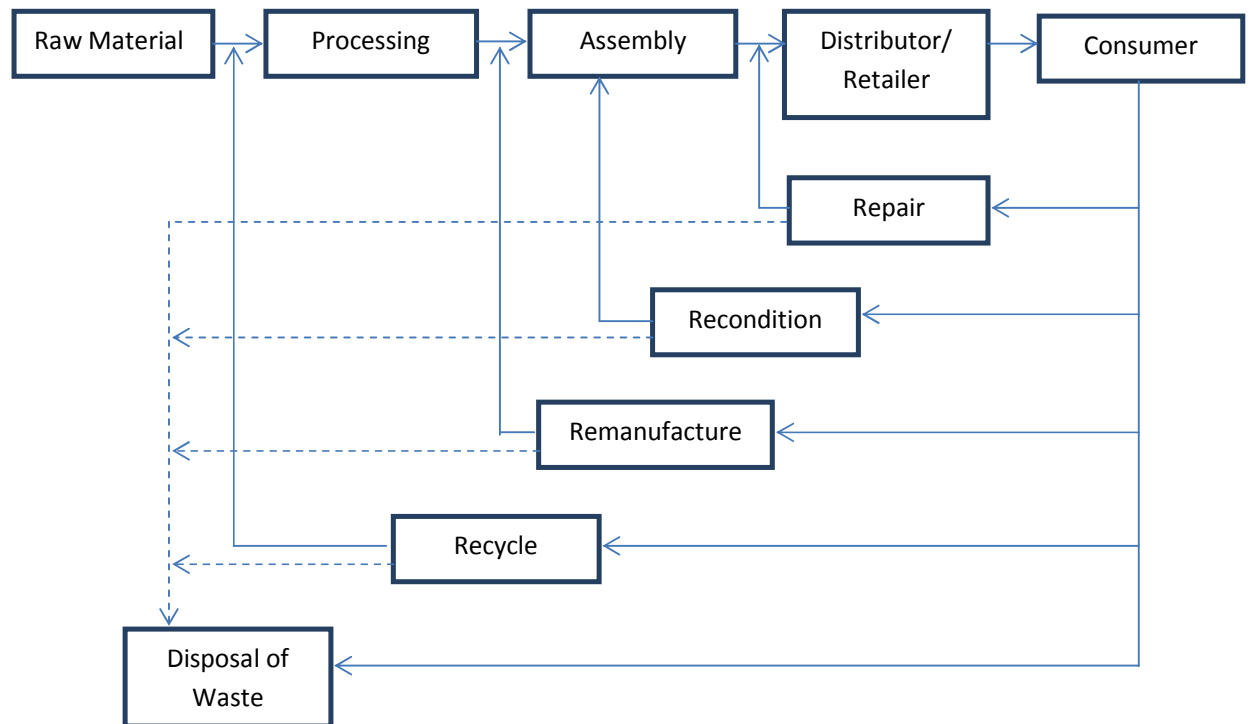 Raw Material
Processing
Assembly
Distributor/
Retailer
Consumer
Repair
Recondition
Remanufacture
Recycle
Disposal of
Waste